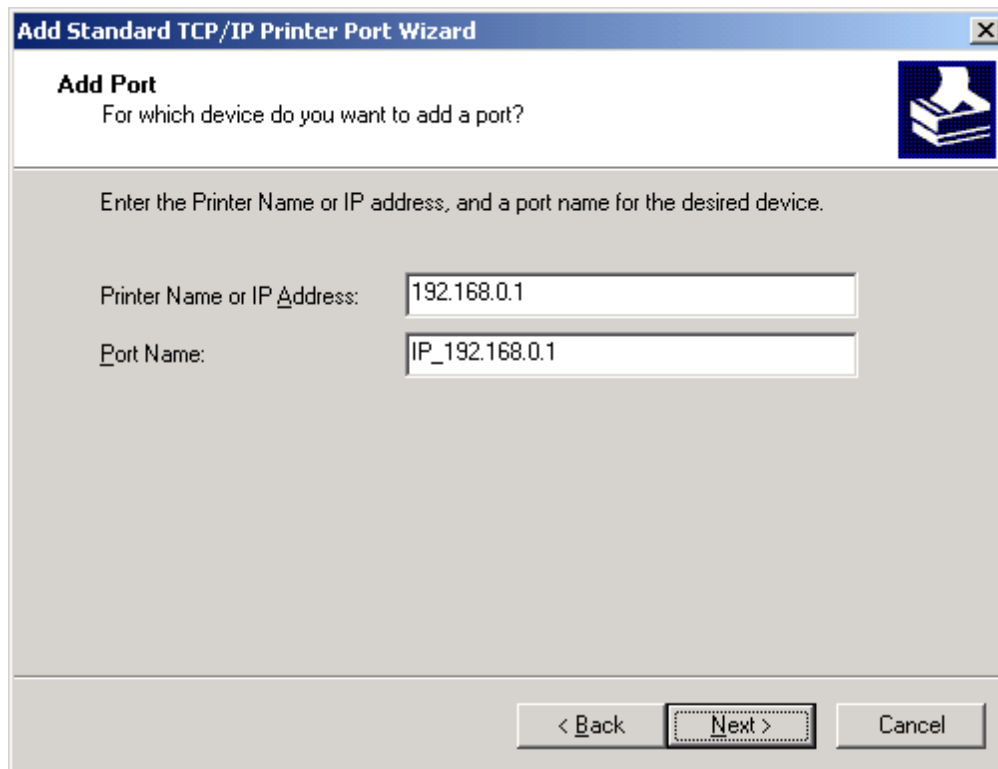 Add Standard TCP/IP Printer Port Wizard
Add Port
For which device do you want to add a port?
Enter the Printer Name or IP address, and a port name for the desired device.
Printer Name or IP Address: 192.168.0.1
Port Name: IP_192.168.0.1
< Back Next > Cancel